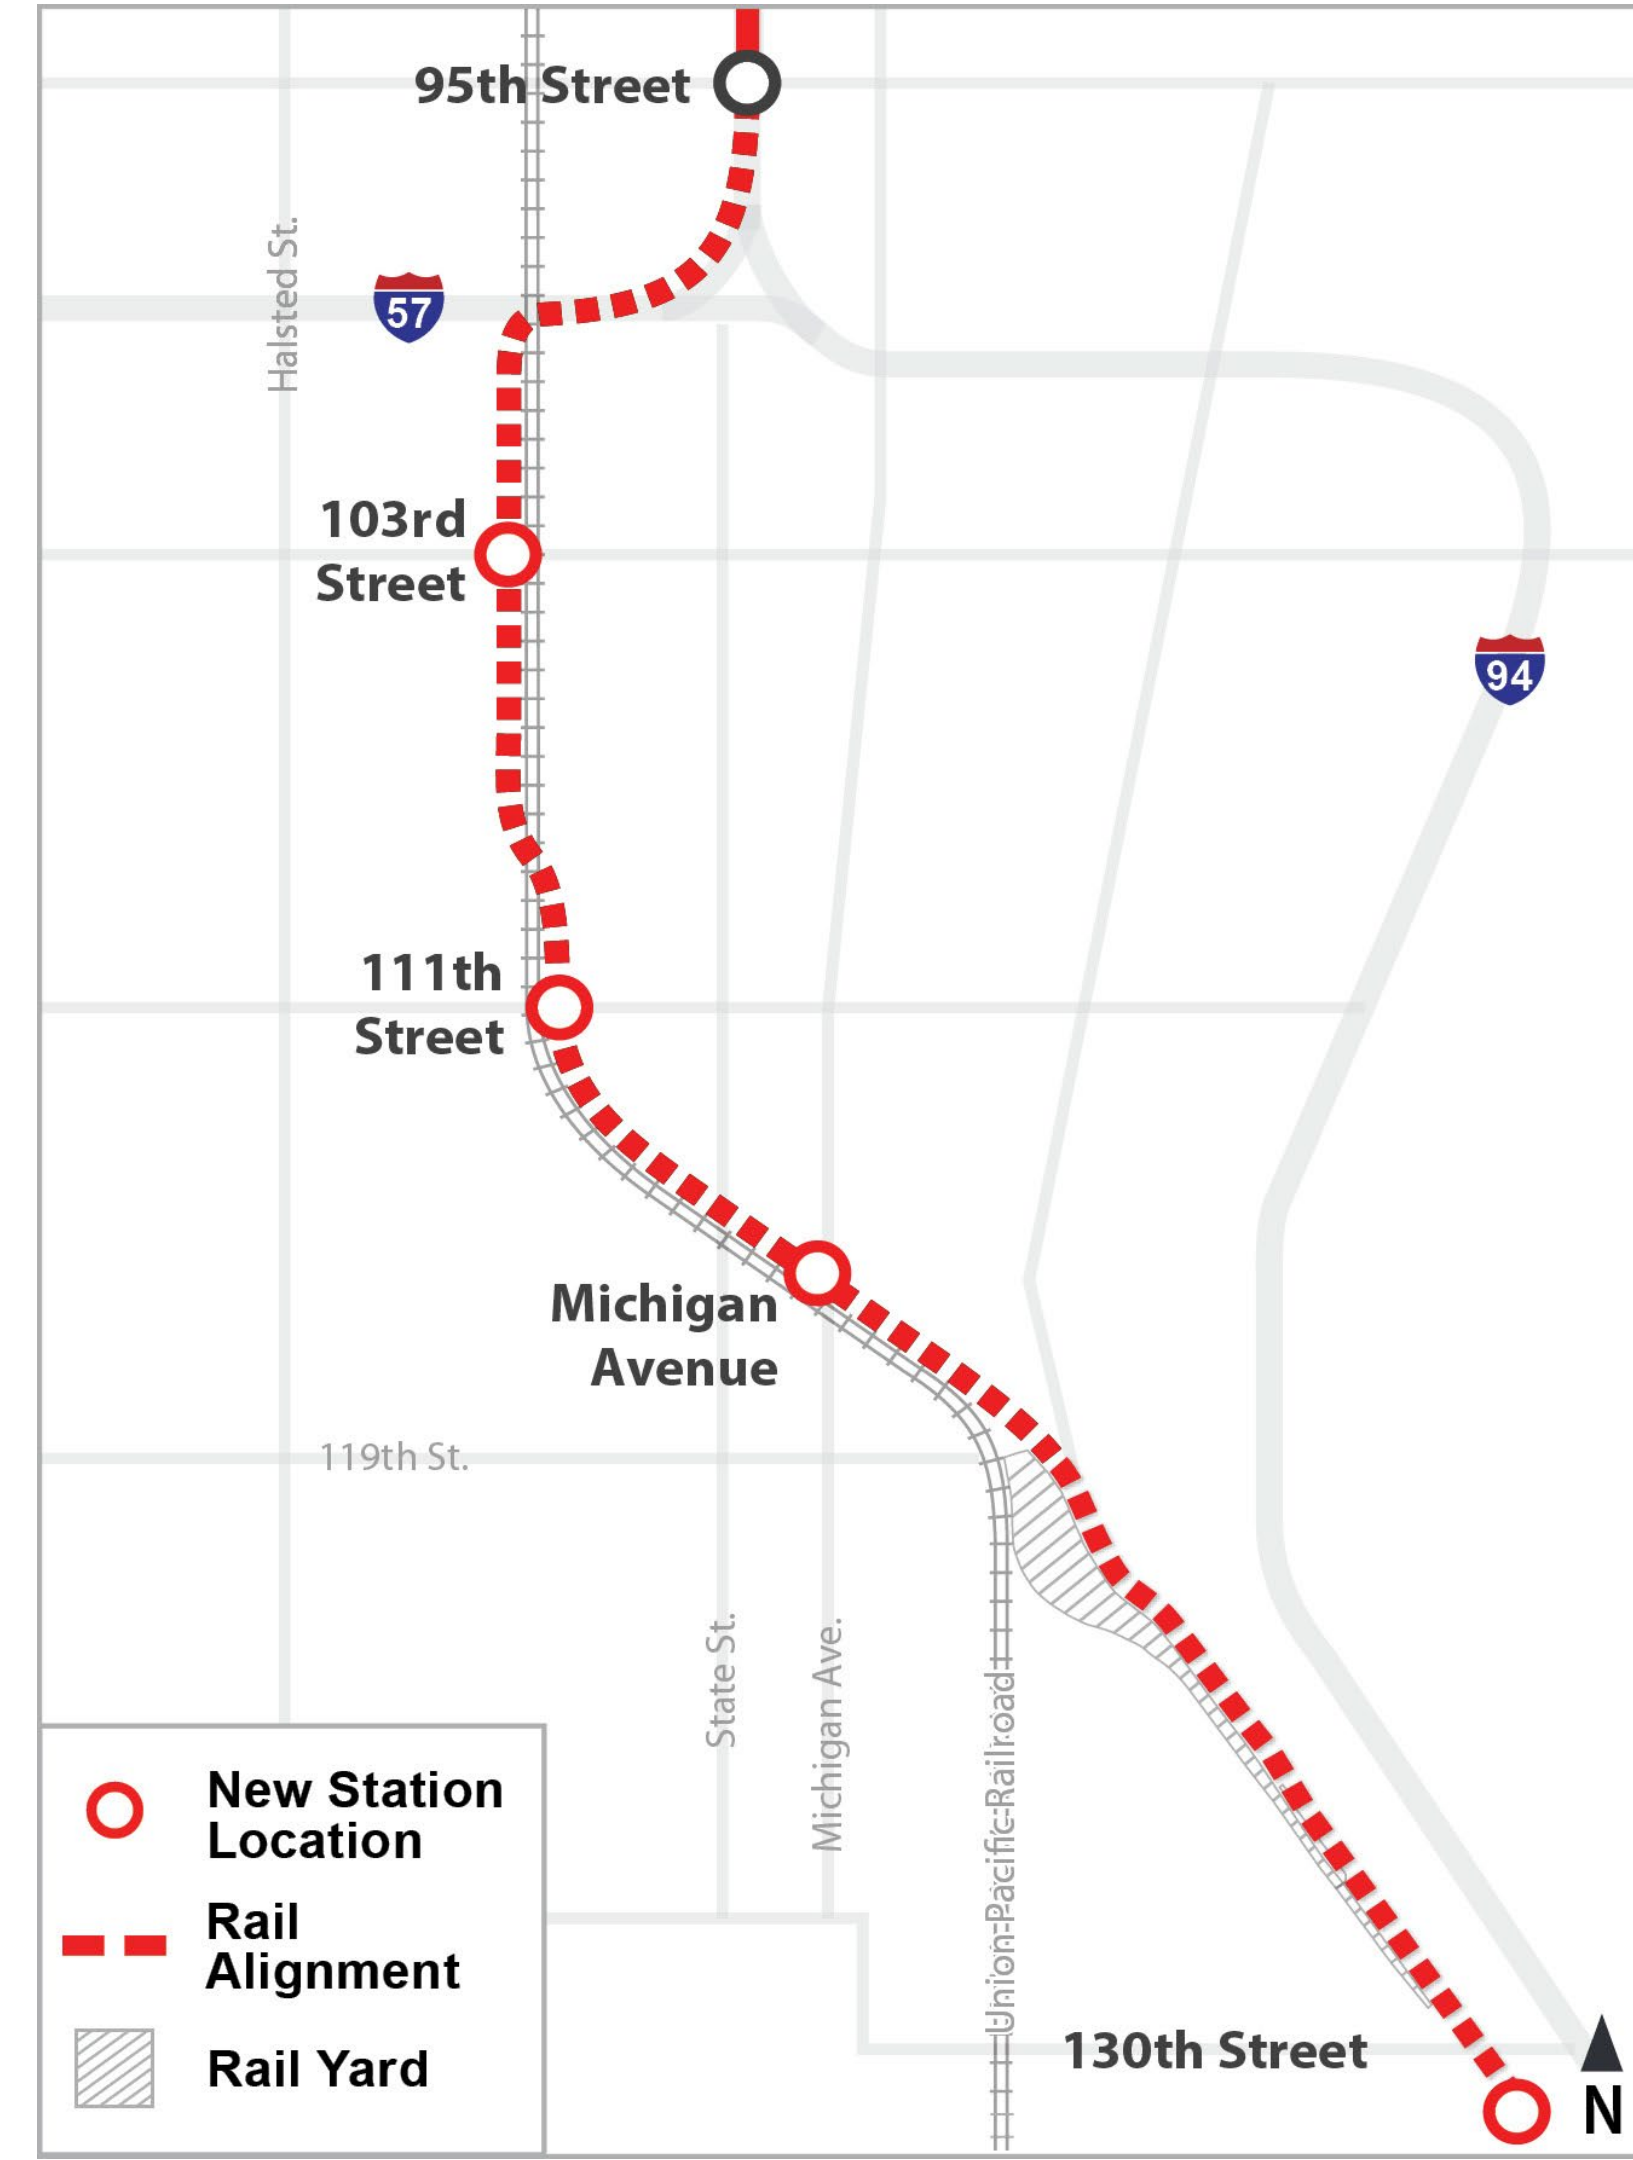 95th Street
Halsted St.
57
103rd
Street
94
111th
Street
Michigan
Avenue
119th St.
State St.
Michigan Ave.
Union Pacific Railroad
130th Street
N
New Station
Location
Rail
Alignment
Rail Yard